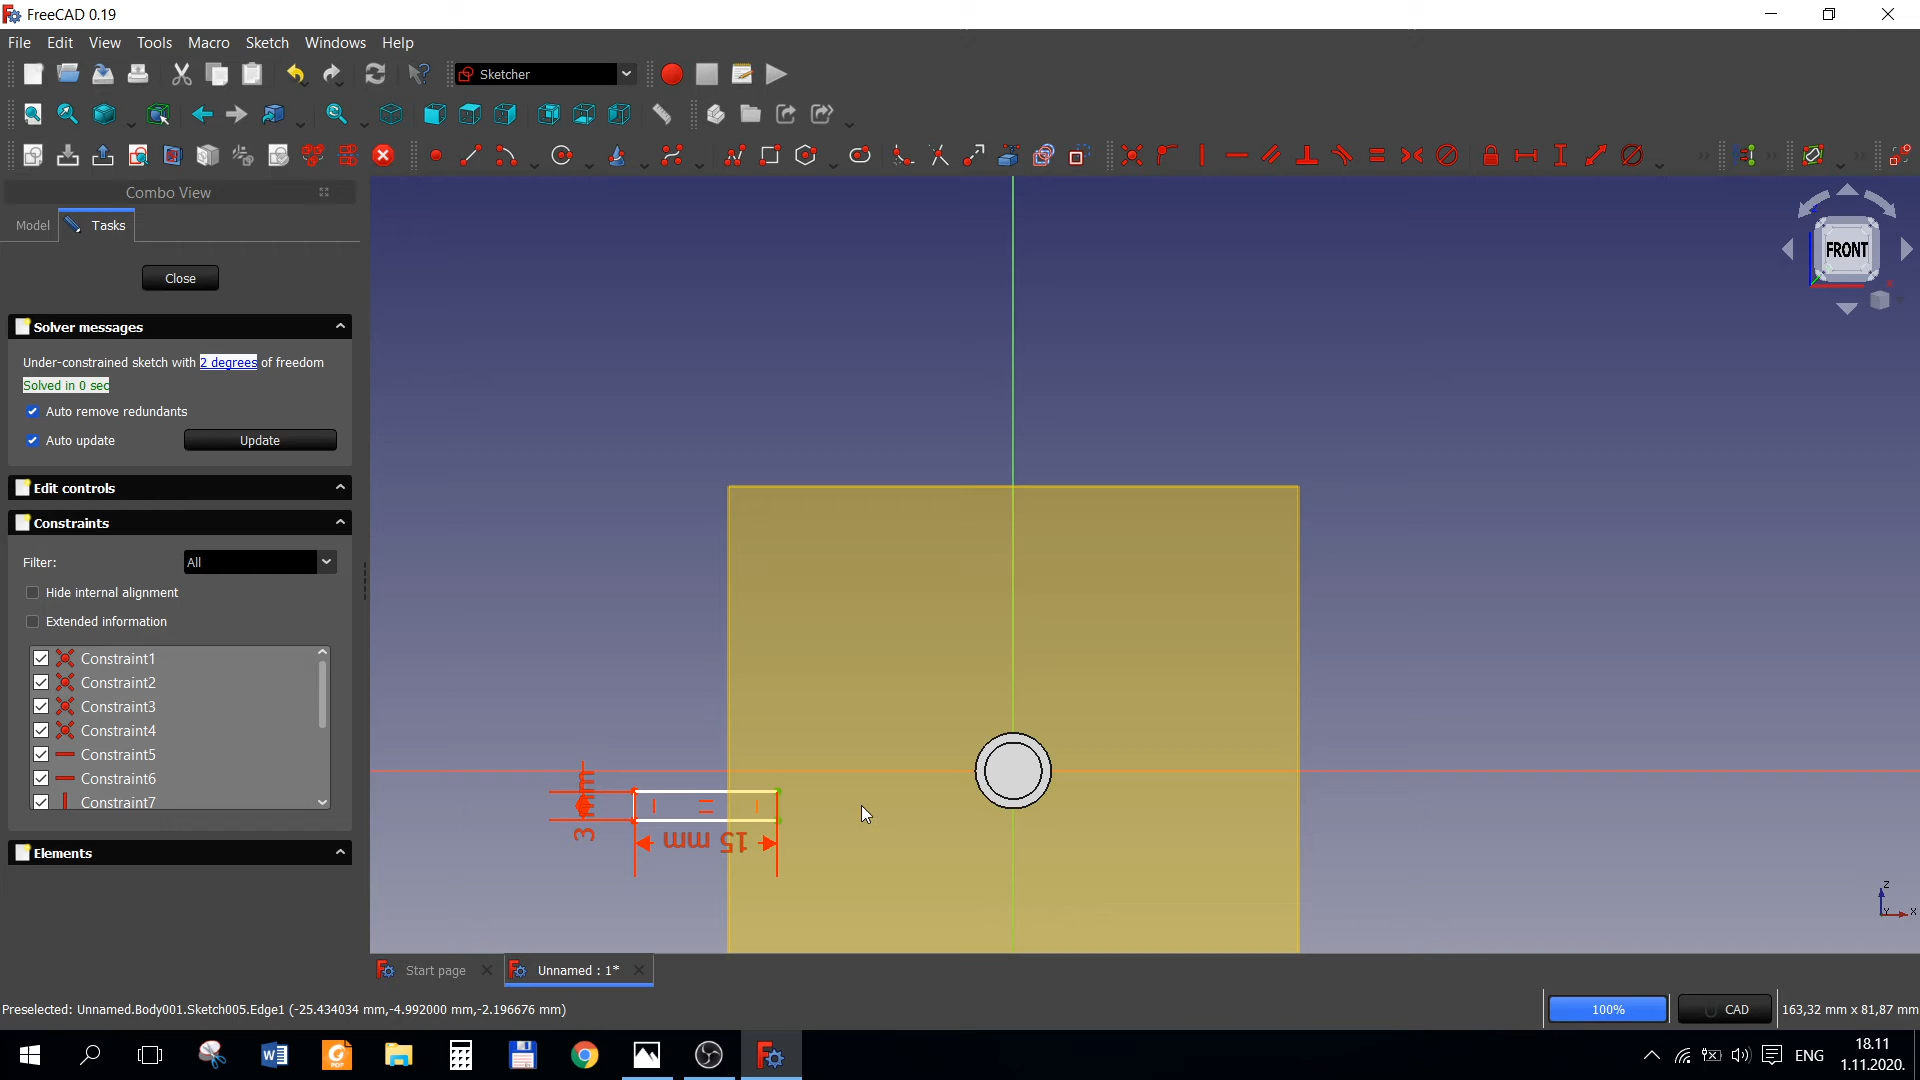 FreeCAD 0.19
File Edit View Tools Macro Sketch Windows Help
Sketcher
Combo View
Model Tasks
Close
Solver messages
Under-constrained sketch with 2 degrees of freedom
Solved in 0 sec
Auto remove redundants
Auto update Update
Edit controls
Constraints
Filter: All
Hide internal alignment
Extended information
Constraint1
Constraint2
Constraint3
Constraint4
Constraint5
Constraint6
Constraint7
Elements
FRONT
3 mm
15 mm
Z
Y X
Start page Unnamed : 1*
Preselected: Unnamed.Body001.Sketch005.Edge1 (-25.434034 mm,-4.992000 mm,-2.196676 mm)
100% CAD 163,32 mm x 81,87 mm
PDF
ENG 18.11
1.11.2020.